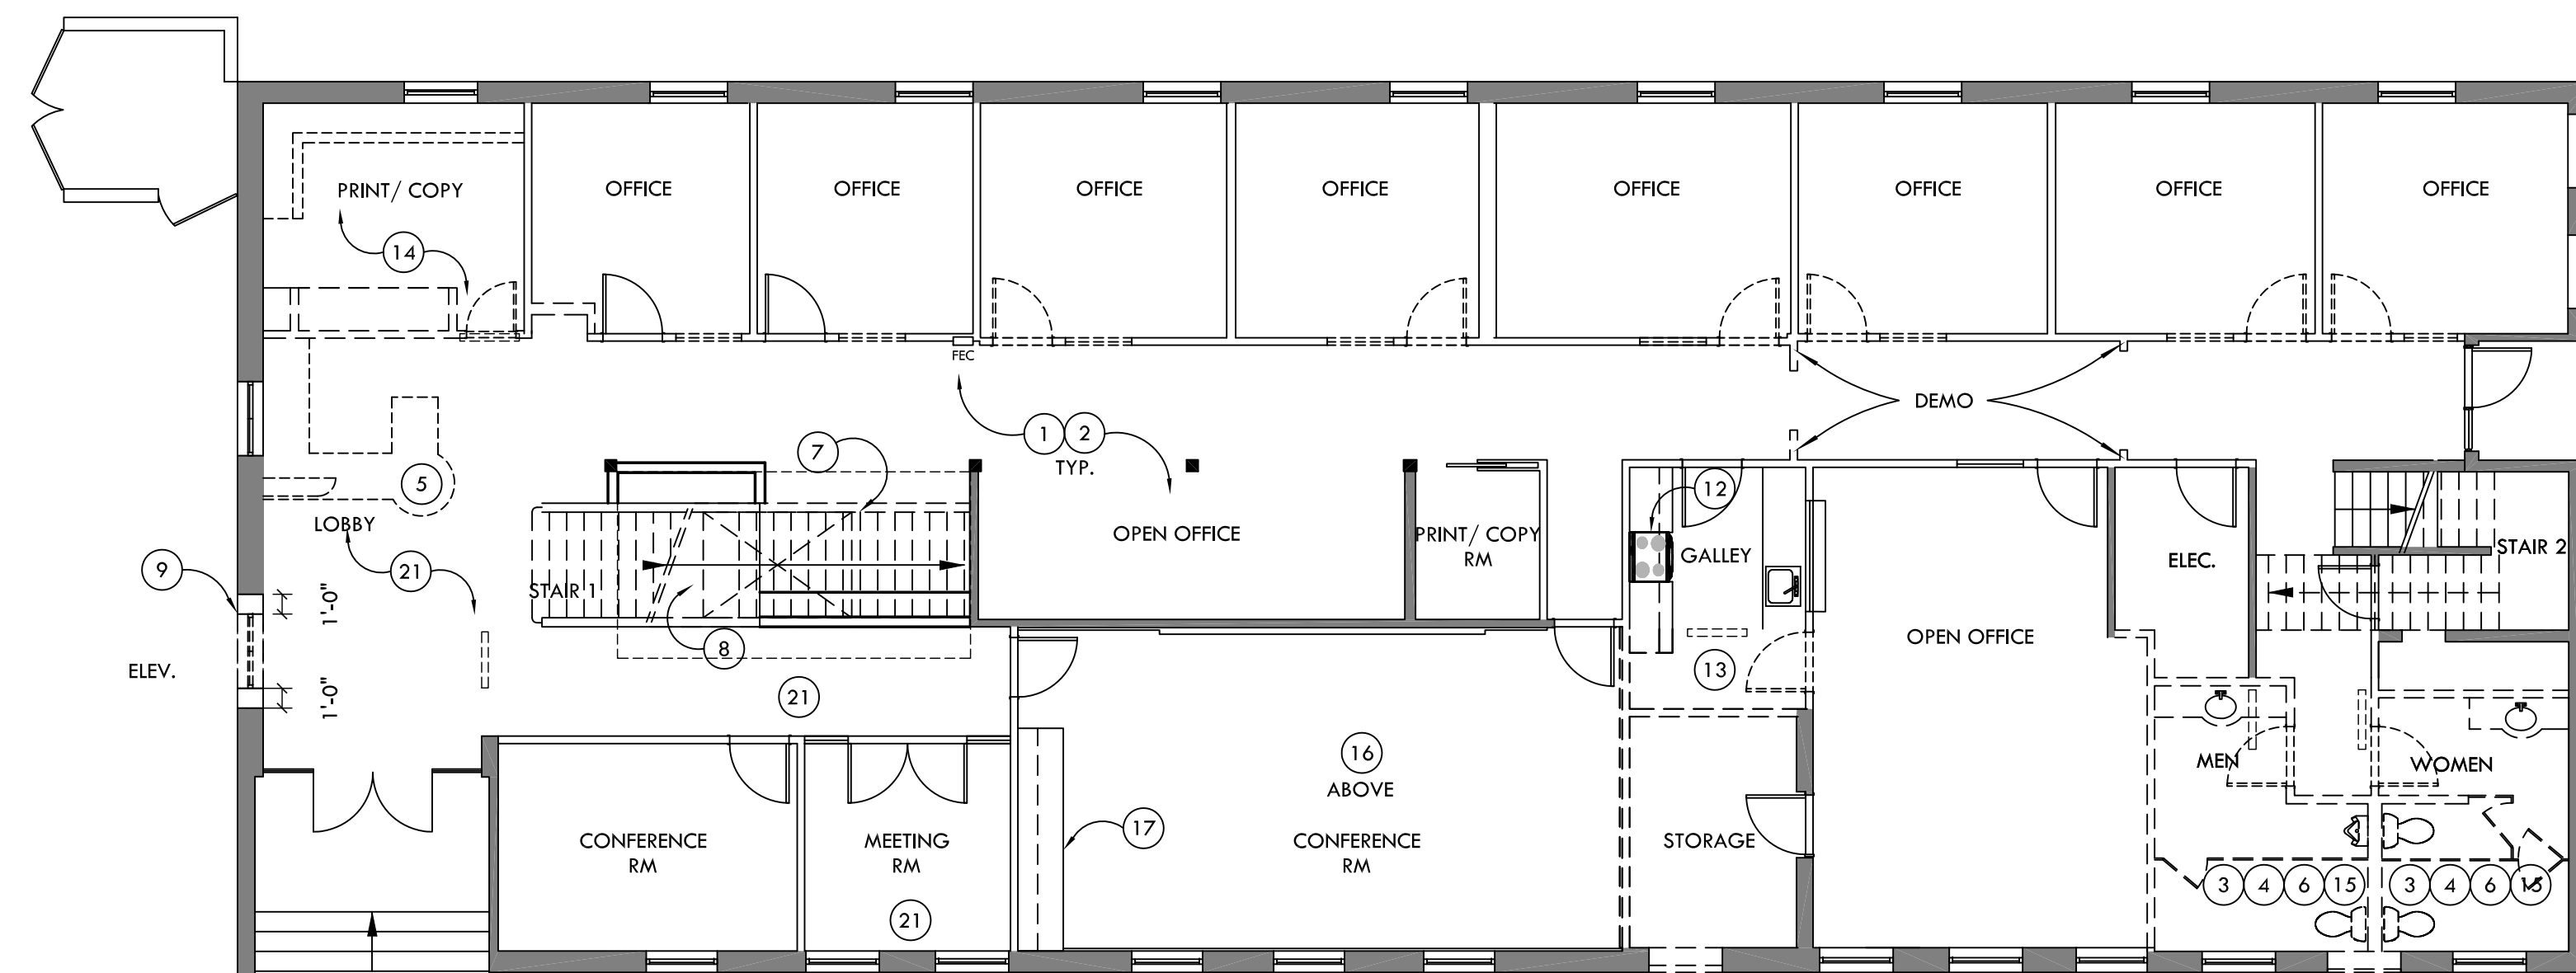 PRINT/ COPY
OFFICE
OFFICE
OFFICE
OFFICE
OFFICE
OFFICE
OFFICE
OFFICE
14
FEC
DEMO
1 2
TYP.
7
5
LOBBY
12
OPEN OFFICE
PRINT/ COPY
RM
GALLEY
ELEC.
STAIR 2
9
21
STAIR 1
1'-0"
8
OPEN OFFICE
ELEV.
13
1'-0"
21
16
ABOVE
MEN
WOMEN
17
CONFERENCE
RM
MEETING
RM
CONFERENCE
RM
STORAGE
3 4 6 15
3 4 6 15
21